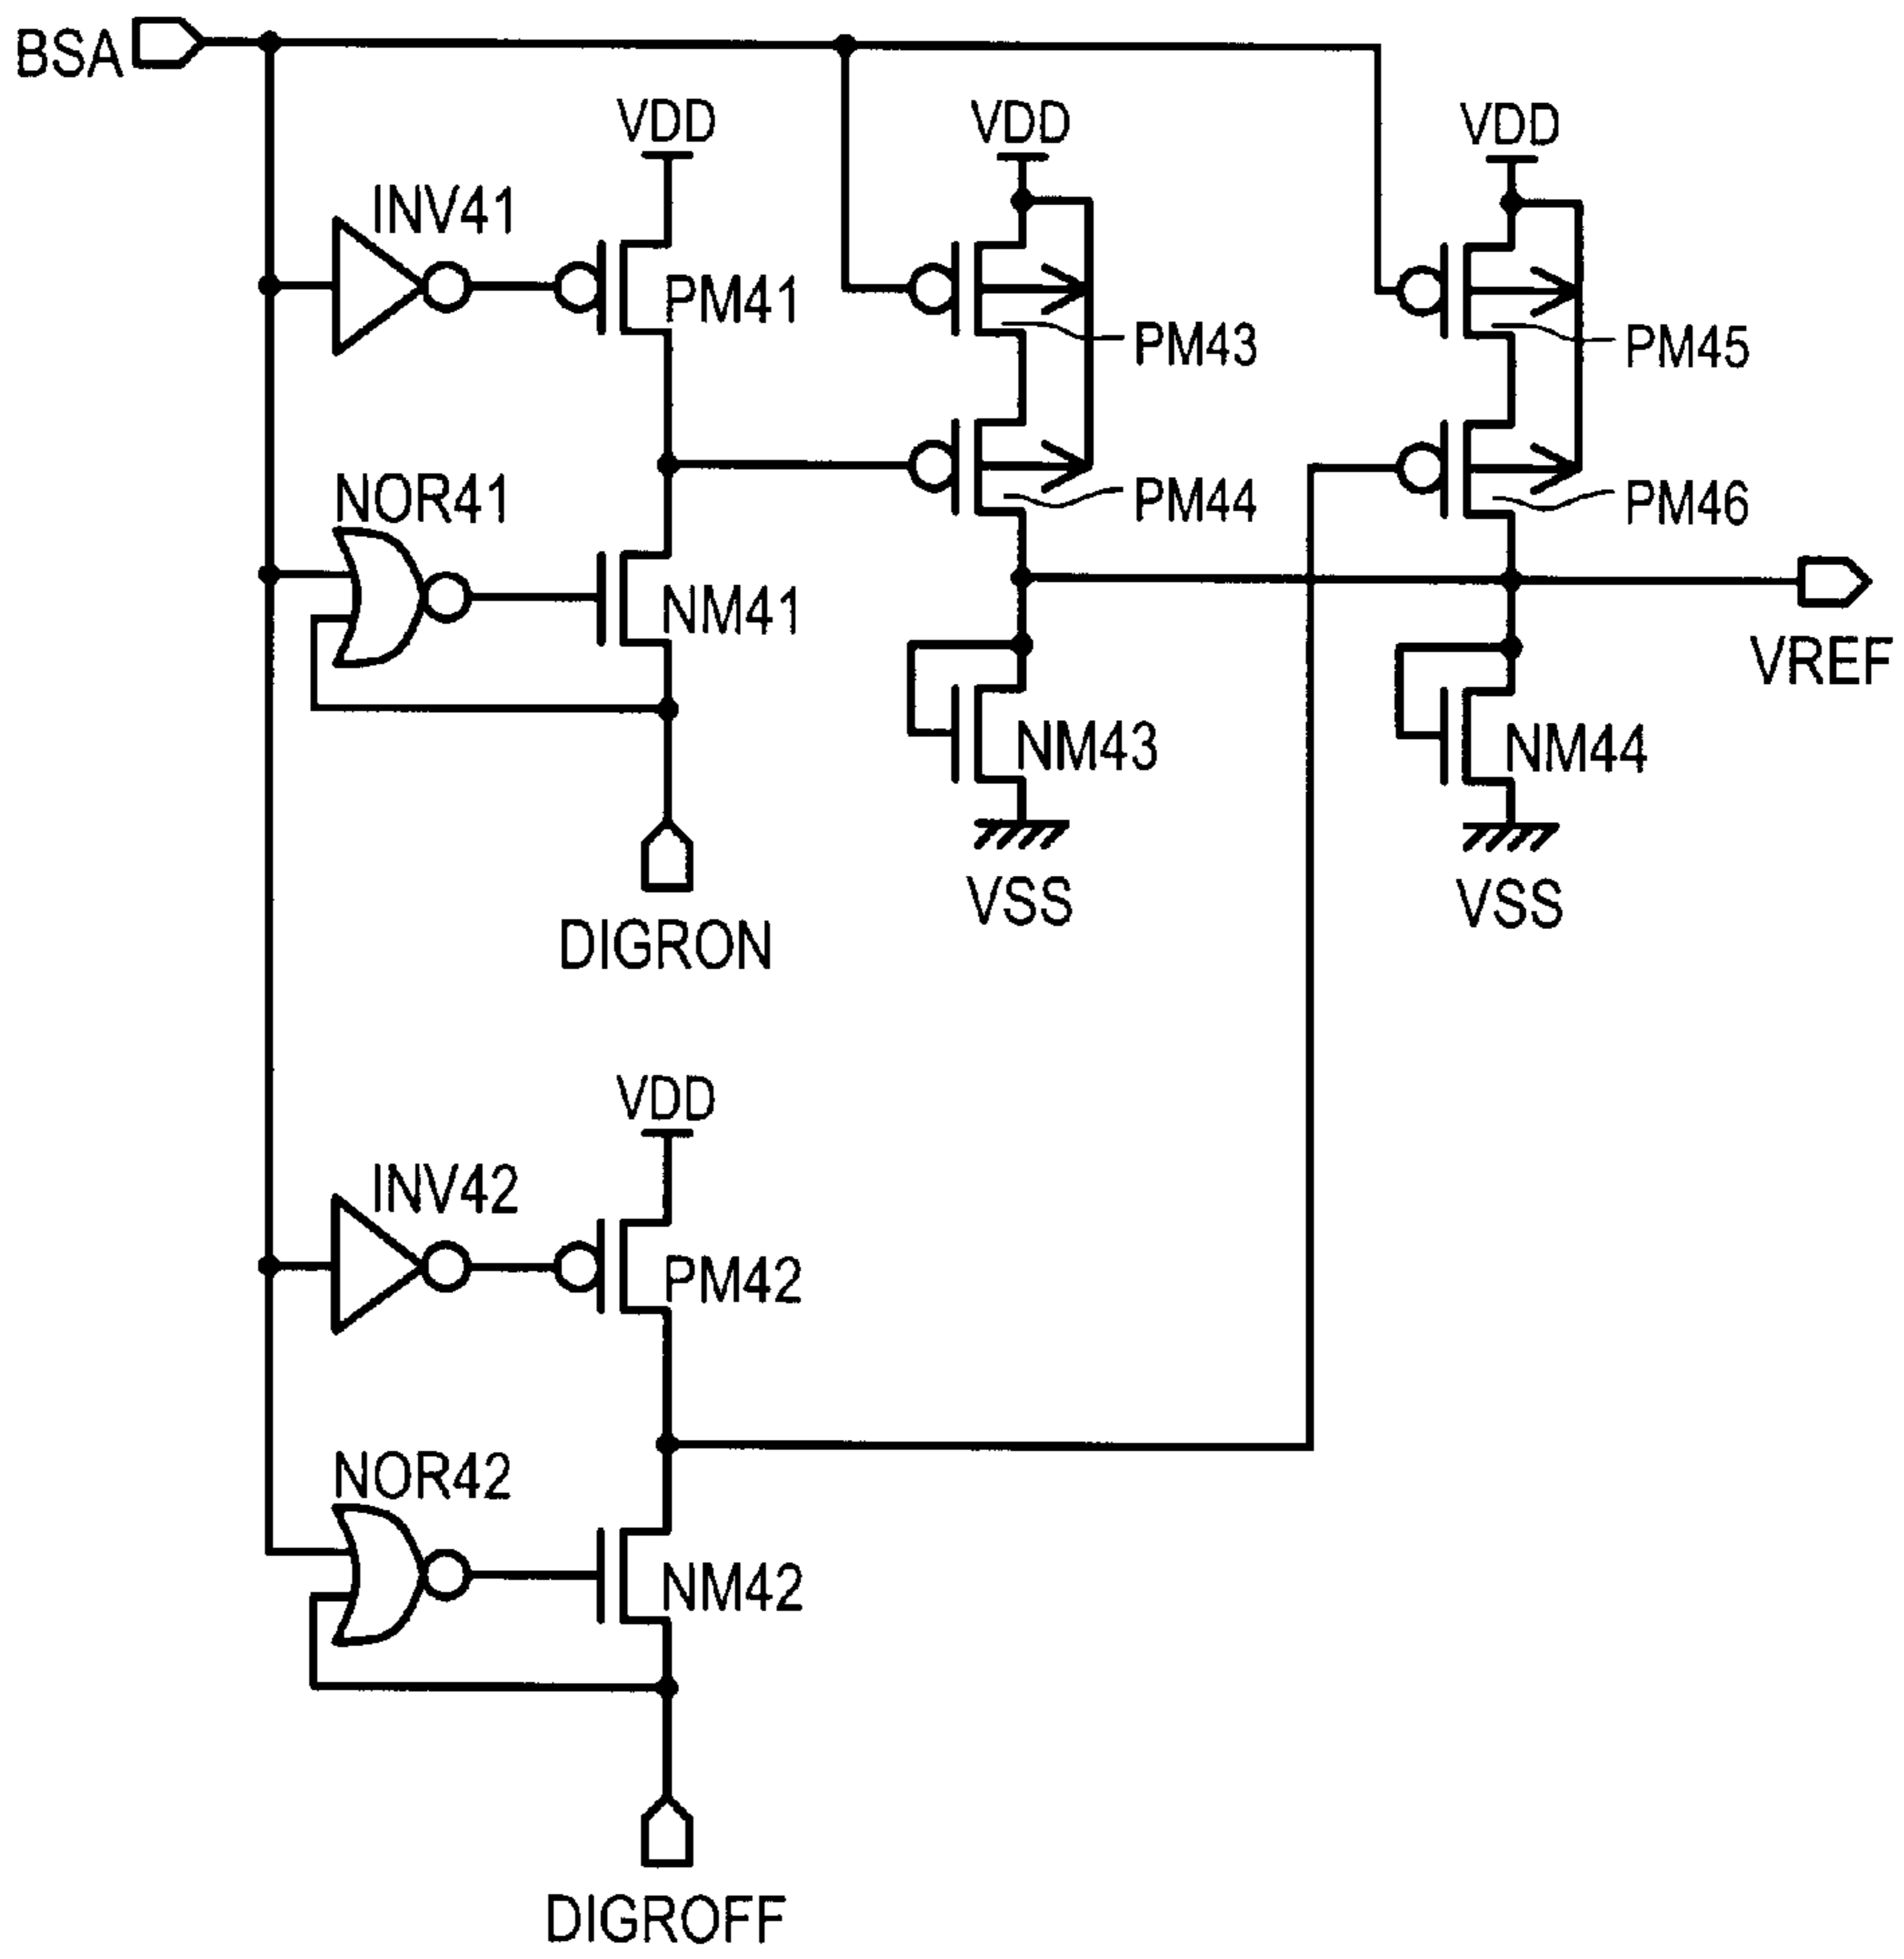 BSA
VDD
VDD
VDD
INV41
PM41
PM43
PM45
NOR41
PM44
PM46
NM41
VREF
NM43
NM44
VSS
VSS
DIGRON
VDD
INV42
PM42
NOR42
NM42
DIGROFF